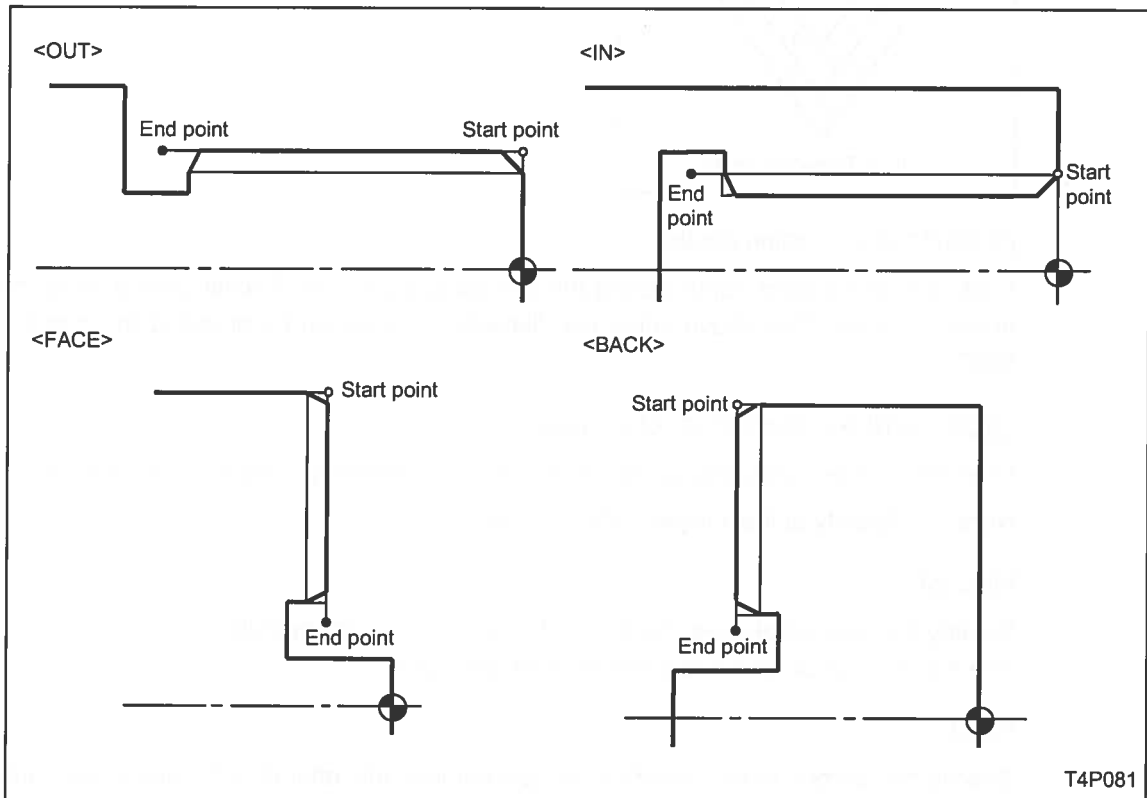 <OUT>
<IN>
End point
Start point
Start
point
End
point
<FACE>
<BACK>
Start point
Start point
End point
End point
T4P081